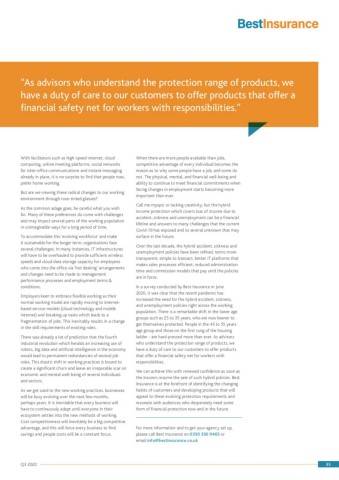 BestInsurance
"As advisors who understand the protection range of products, we
have a duty of care to our customers to offer products that offer a
financial safety net for workers with responsibilities."
With facilitators such as high-speed internet, cloud
computing, online meeting platforms, social networks
for inter-office communications and instant messaging
already in place, it is no surprise to find that people now,
prefer home working.
But are we viewing these radical changes to our working
environment through rose-tinted glasses?
As the common adage goes, be careful what you wish
for. Many of these preferences do come with challenges
and may impact several parts of the working population
in unimaginable ways for a long period of time.
To accommodate this 'evolving workforce' and make
it sustainable for the longer-term, organisations face
several challenges. In many instances, IT infrastructures
will have to be overhauled to provide sufficient wireless
speeds and cloud data storage capacity for employees
who come into the office via 'hot desking' arrangements
and changes need to be made to management
performance processes and employment terms &
conditions.
Employers keen to embrace flexible working as their
normal working model are rapidly moving to internet-
based service models (cloud technology and mobile
internet) and breaking up tasks which leads to a
fragmentation of jobs. This inevitably results in a change
in the skill requirements of existing roles.
There was already a lot of prediction that the fourth
industrial revolution which heralds an increasing use of
robots, big data and artificial intelligence in the economy
would lead to permanent redundancies of several job
roles. This drastic shift in working practices is bound to
create a significant churn and leave an irreparable scar on
economic and mental well-being of several individuals
and sectors.
As we get used to the new working practices, businesses
will be busy evolving over the next few months,
perhaps years. It is inevitable that every business will
have to continuously adapt until everyone in their
ecosystem settles into the new methods of working.
Cost competitiveness will inevitably be a big competitive
advantage, and this will force every business to find
savings and people costs will be a constant focus.
When there are more people available than jobs,
competitive advantage of every individual becomes the
reason as to why some people have a job, and some do
not. The physical, mental, and financial well-being and
ability to continue to meet financial commitments when
facing changes in employment starts becoming more
important than ever.
Call me myopic or lacking creativity, but the hybrid
income protection which covers loss of income due to
accident, sickness and unemployment can be a financial
lifeline and answers to many challenges that the current
Covid-19 has exposed and to several unknown that may
surface in the future.
Over the last decade, the hybrid accident, sickness and
unemployment policies have been refined, terms more
transparent, simple to transact, better IT platforms that
makes sales processes efficient, reduced administration
time and commission models that pay until the policies
are in force.
In a survey conducted by Best Insurance in June
2020, it was clear that the recent pandemic has
increased the need for the hybrid accident, sickness,
and unemployment policies right across the working
population. There is a remarkable shift in the lower age
groups such as 25 to 35 years, who are now keener to
get themselves protected. People in the 45 to 55 years
age group and those on the first rung of the housing
ladder - are hard-pressed more than ever. As advisers
who understand the protection range of products, we
have a duty of care to our customers to offer products
that offer a financial safety net for workers with
responsibilities.
We can achieve this with renewed confidence as soon as
the insurers resume the sale of such hybrid policies. Best
Insurance is at the forefront of identifying the changing
habits of customers and developing products that will
appeal to these evolving protection requirements and
resonate with audiences who desperately need some
form of financial protection now and in the future.
For more information and to get your agency set up,
please call Best Insurance on 0330 330 9465 or
email info@bestinsurance.co.uk